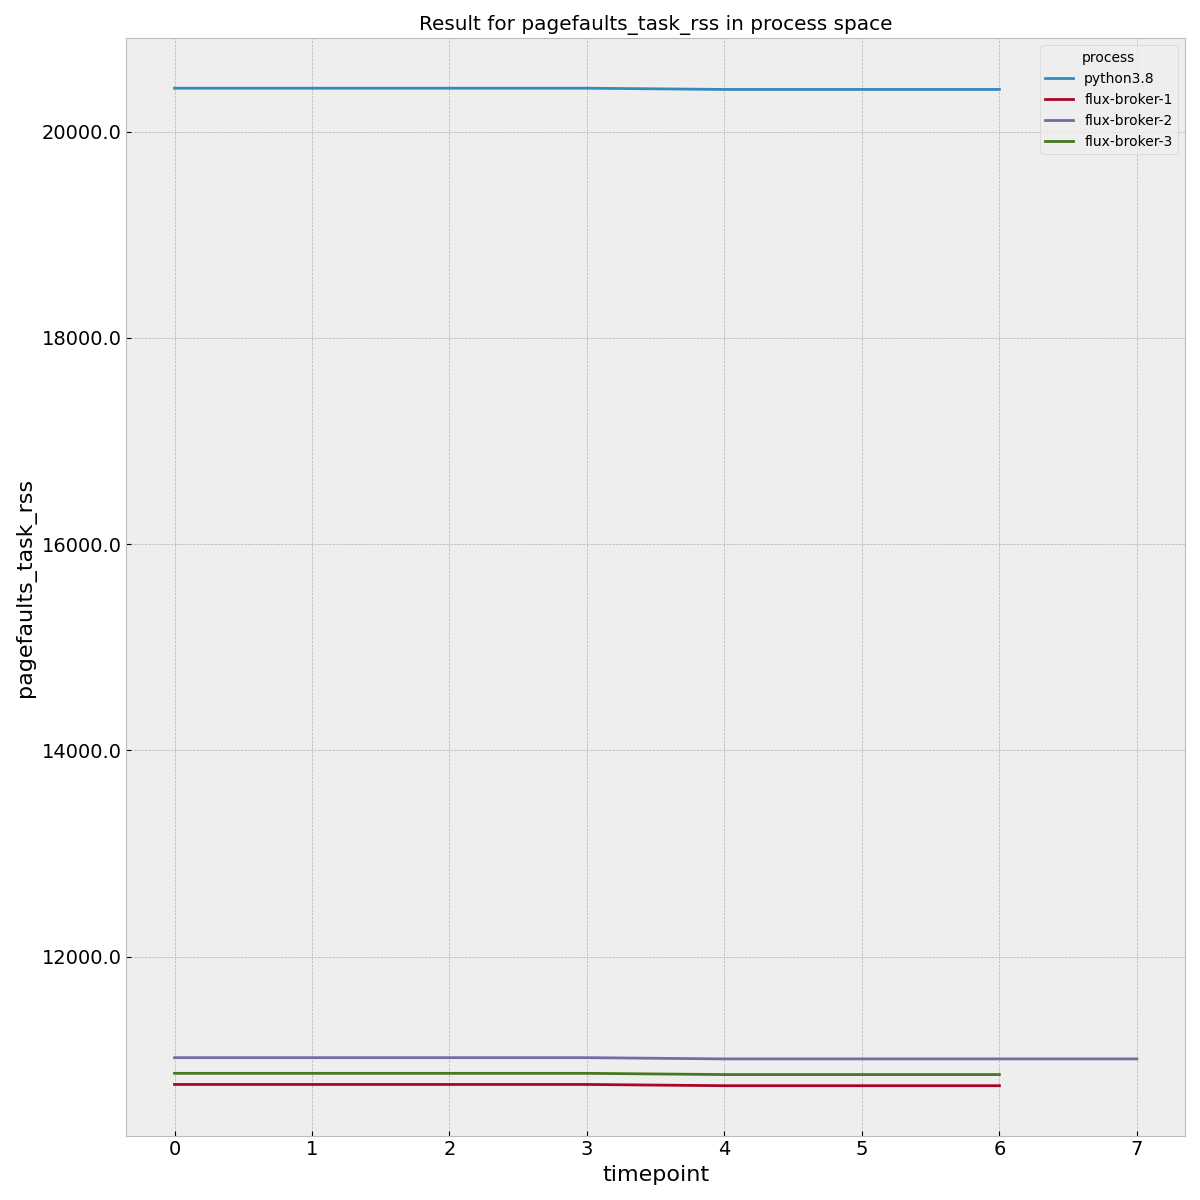 Result for pagefaults_task_rss in process space
process
python3.8
flux-broker-1
flux-broker-2
flux-broker-3
pagefaults_task_rss
20000.0
18000.0
16000.0
14000.0
12000.0
0 1 2 3 4 5 6 7
timepoint